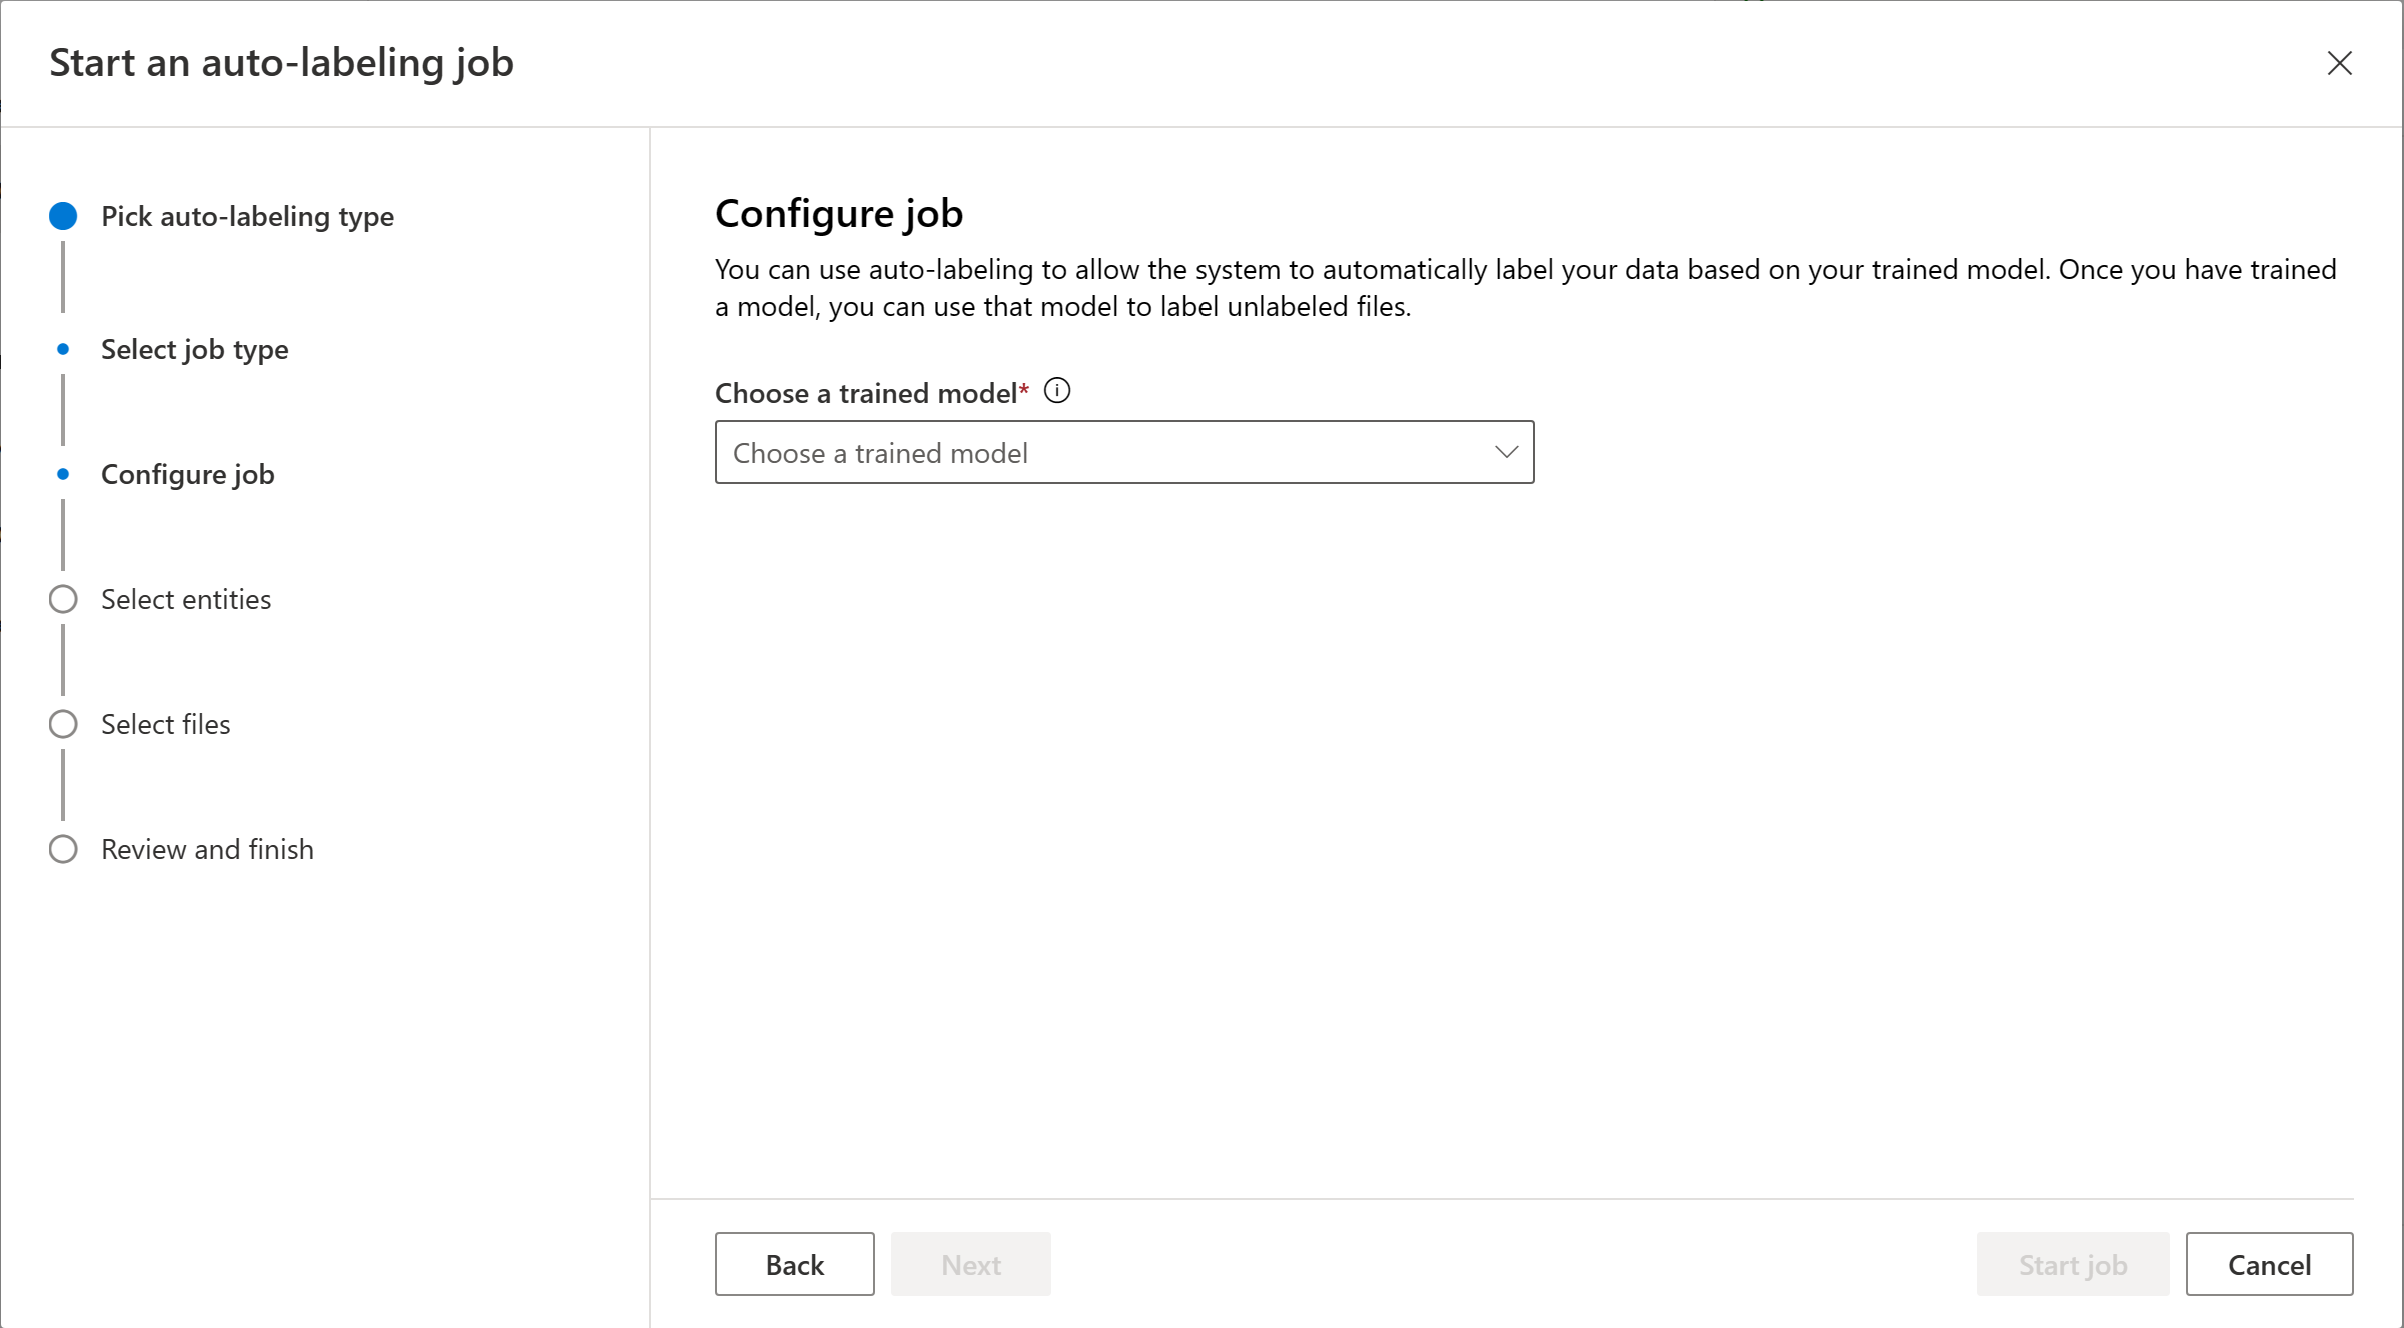 Start an auto-labeling job
Pick auto-labeling type
Select job type
Configure job
Select entities
Select files
Review and finish
Configure job
You can use auto-labeling to allow the system to automatically label your data based on your trained model. Once you have trained
a model, you can use that model to label unlabeled files.
Choose a trained model*
Choose a trained model
Back
Next
Start job
Cancel